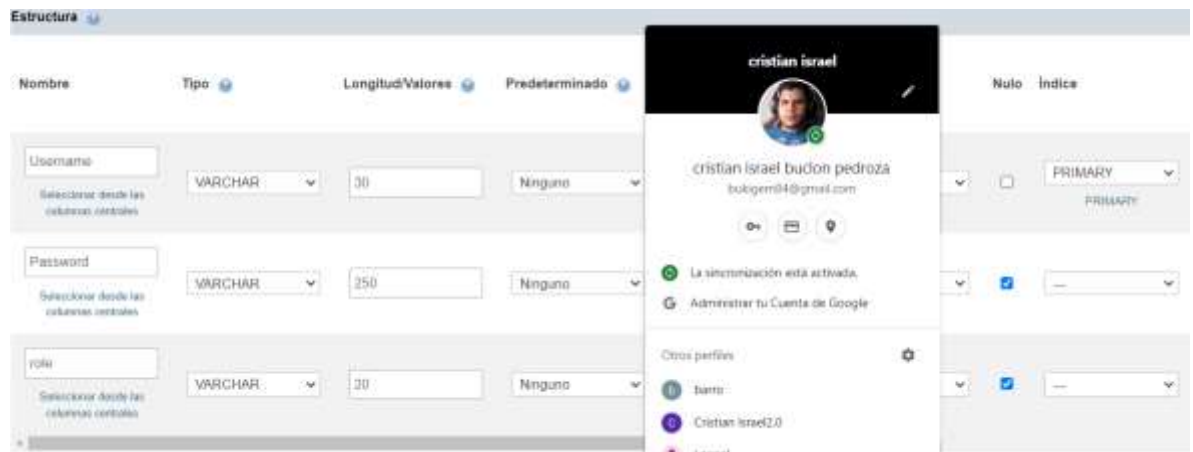 Estructura
Nombre Tipo Longitud/Valores Predeterminado Nulo Índice
Username VARCHAR 30 Ninguno PRIMARY
Seleccionar desde las
columnas centrales
PRIMARY
Password VARCHAR 250 Ninguno ---
Seleccionar desde las
columnas centrales
role VARCHAR 20 Ninguno ---
Seleccionar desde las
columnas centrales
cristian israel
cristian israel bucion pedroza
La sincronización está activada.
G Administrar tu Cuenta de Google
Otros perfiles
barro
C Cristian Israel2.0